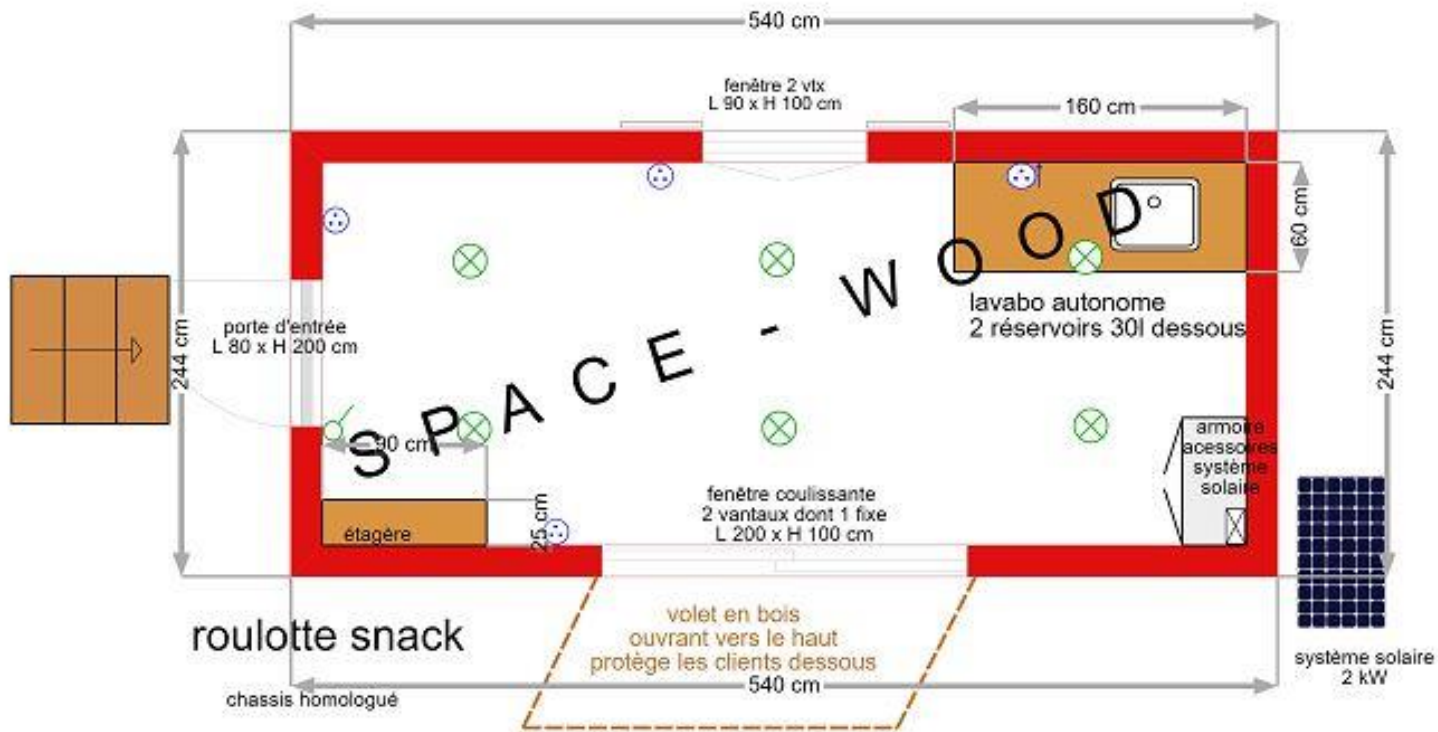 540 cm
fenêtre 2 vtx
L 90 x H 100 cm
160 cm
60 cm
244 cm
porte d'entrée
L 80 x H 200 cm
SPACE - WOOD
lavabo autonome
2 réservoirs 30l dessous
244 cm
90 cm
armoire
acessoires
système
solaire
étagère
25 cm
fenêtre coulissante
2 vantaux dont 1 fixe
L 200 x H 100 cm
volet en bois
ouvrant vers le haut
protège les clients dessous
540 cm
roulotte snack
chassis homologué
système solaire
2 kW